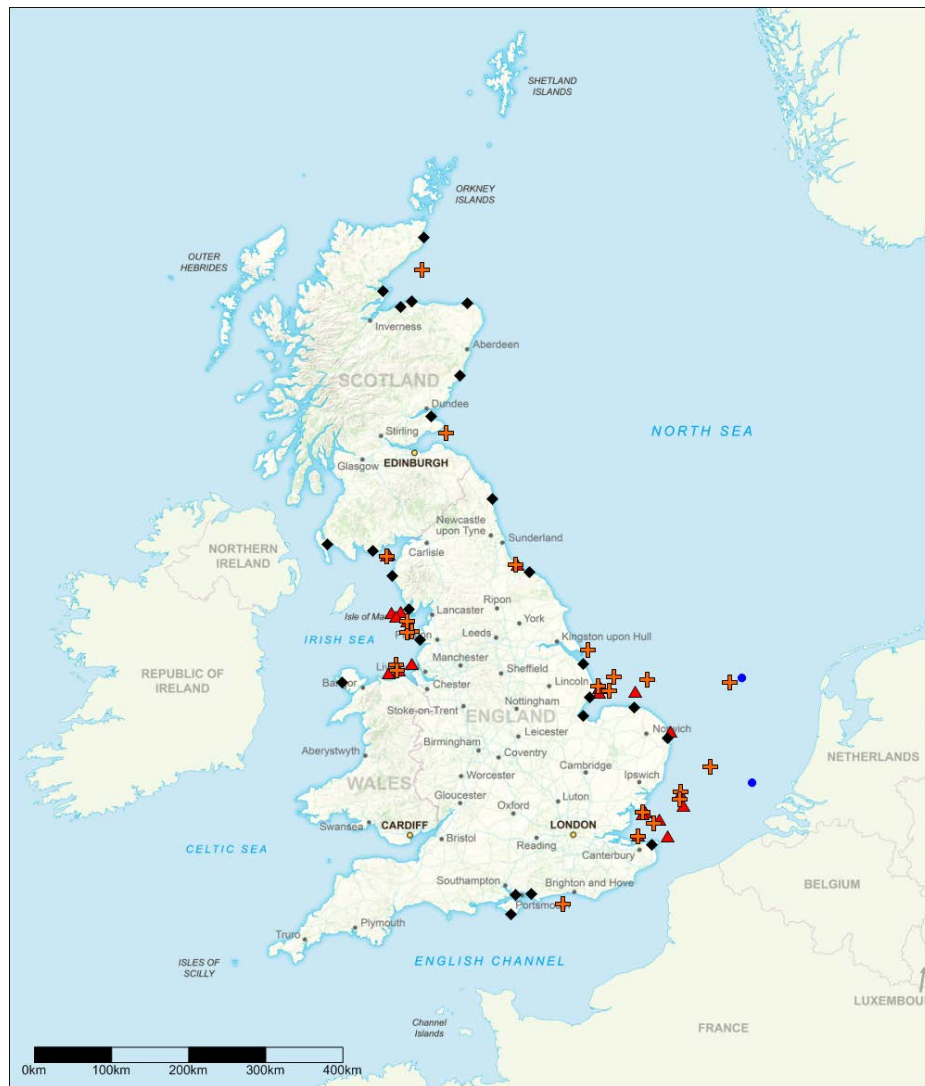 SHETLAND
ISLANDS
ORKNEY
ISLANDS
OUTER
HEBRIDES
Inverness
Aberdeen
SCOTLAND
Dundee
Stirling
NORTH SEA
Glasgow
EDINBURGH
Newcastle
upon Tyne
Sunderland
NORTHERN
IRELAND
Carlisle
Ripon
Isle of Ma
Lancaster
York
IRISH SEA
Leeds
Kingston upon Hull
Manchester
Sheffield
REPUBLIC OF
IRELAND
Chester
Lincoln
Stoke-on-Trent
Nottingham
ENGLAND
Leicester
Norwich
Aberystwyth
Birmingham
Coventry
NETHERLANDS
WALES
Worcester
Cambridge
Ipswich
Gloucester
Oxford
Luton
Swansea
CARDIFF
Bristol
LONDON
Reading
Canterbury
CELTIC SEA
BELGIUM
Southampton
Brighton and Hove
Portsmo
Plymouth
Truro
ISLES OF
SCILLY
ENGLISH CHANNEL
LUXEMBOU
Channel
Islands
FRANCE
0km 100km 200km 300km 400km